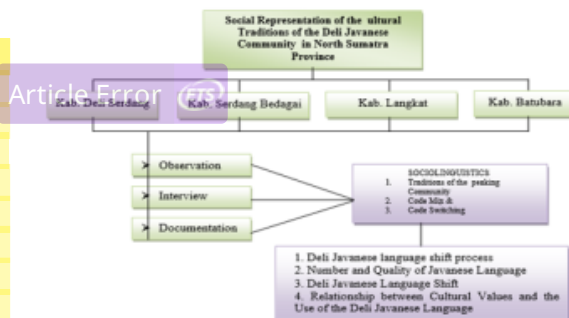 Social Representation of the ultural
Traditions of the Deli Javanese
Community in North Sumatra
Province
Article Error ETS
Kab. Deli Serdang
Kab. Serdang Bedagai
Kab. Langkat
Kab. Batubara
➤ Observation
➤ Interview
➤ Documentation
SOCIOLINGUISTICS
1. Traditions of the peaking
Community
2. Code Mix &
3. Code Switching
1. Deli Javanese language shift process
2. Number and Quality of Javanese Language
3. Deli Javanese Language Shift
4. Relationship between Cultural Values and the
Use of the Deli Javanese Language